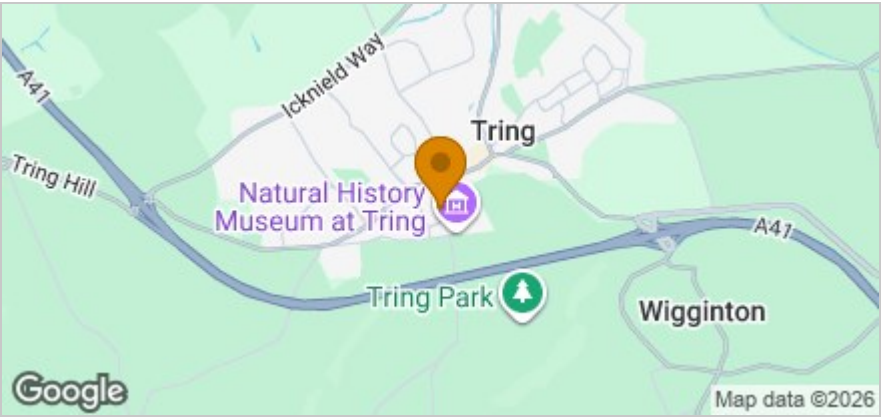 A41
Icknield Way
Tring
Tring Hill
Natural History
Museum at Tring
A41
Tring Park
Wigginton
Google
Map data ©2026